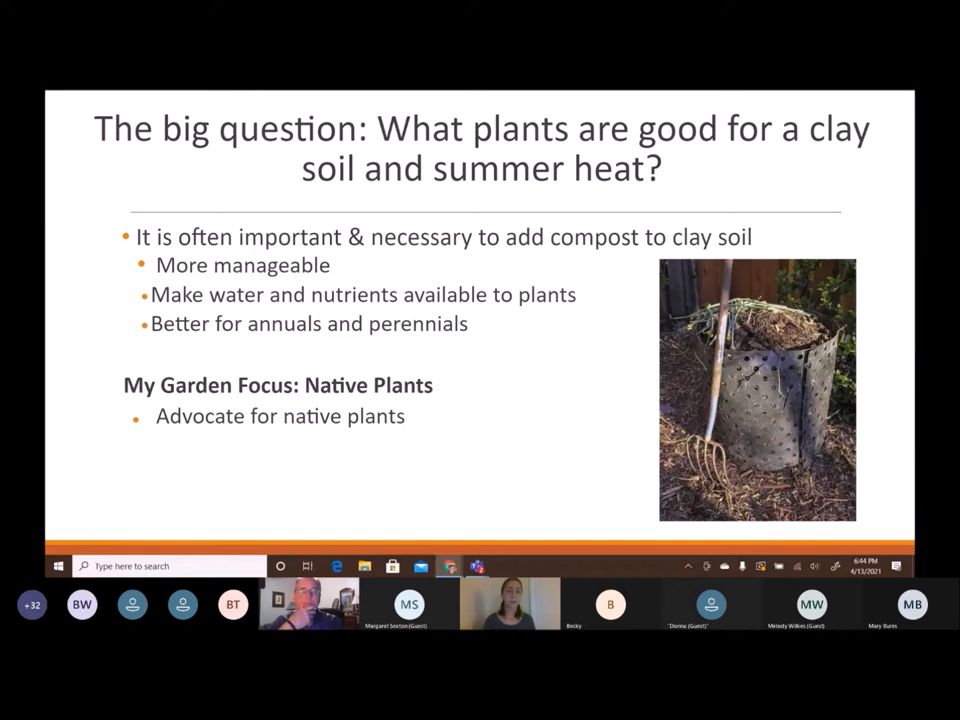 The big question: What plants are good for a clay
soil and summer heat?
• It is often important & necessary to add compost to clay soil
• More manageable
• Make water and nutrients available to plants
• Better for annuals and perennials
My Garden Focus: Native Plants
• Advocate for native plants
Type here to search
6:44 PM
4/13/2021
+32
BW
BT
MS
B
MW
MB
Margaret Sexton (Guest)
Becky
"Donna (Guest)"
Melody Wilkes (Guest)
Mary Bures